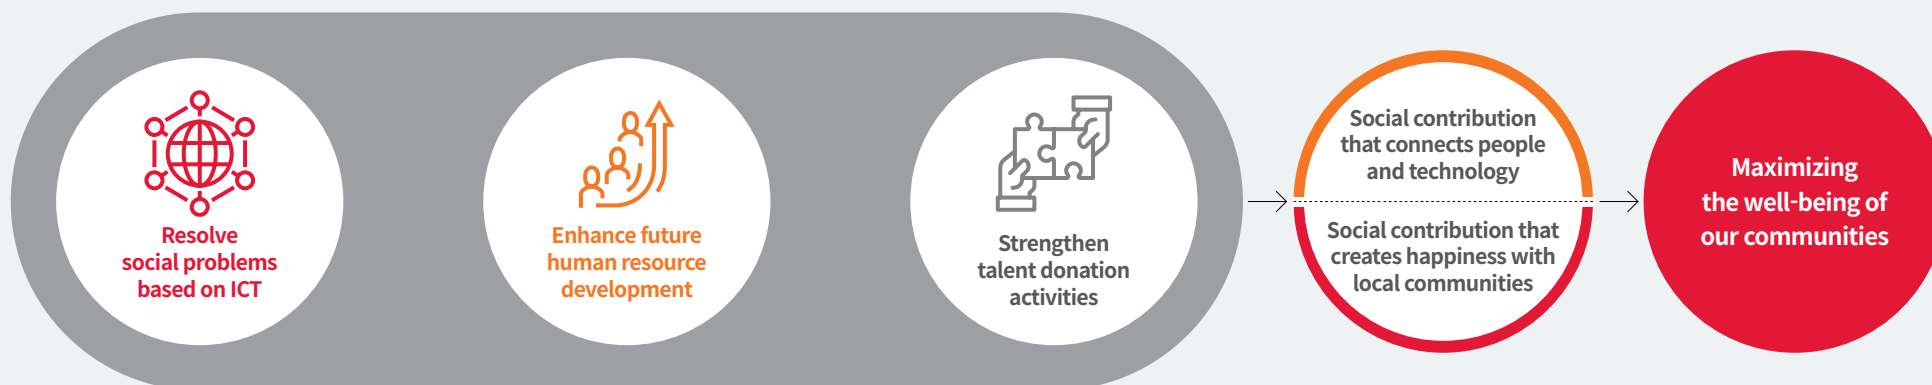 Resolve
social problems
based on ICT
Enhance future
human resource
development
Strengthen
talent donation
activities
Social contribution
that connects people
and technology
Social contribution that
creates happiness with
local communities
Maximizing
the well-being of
our communities